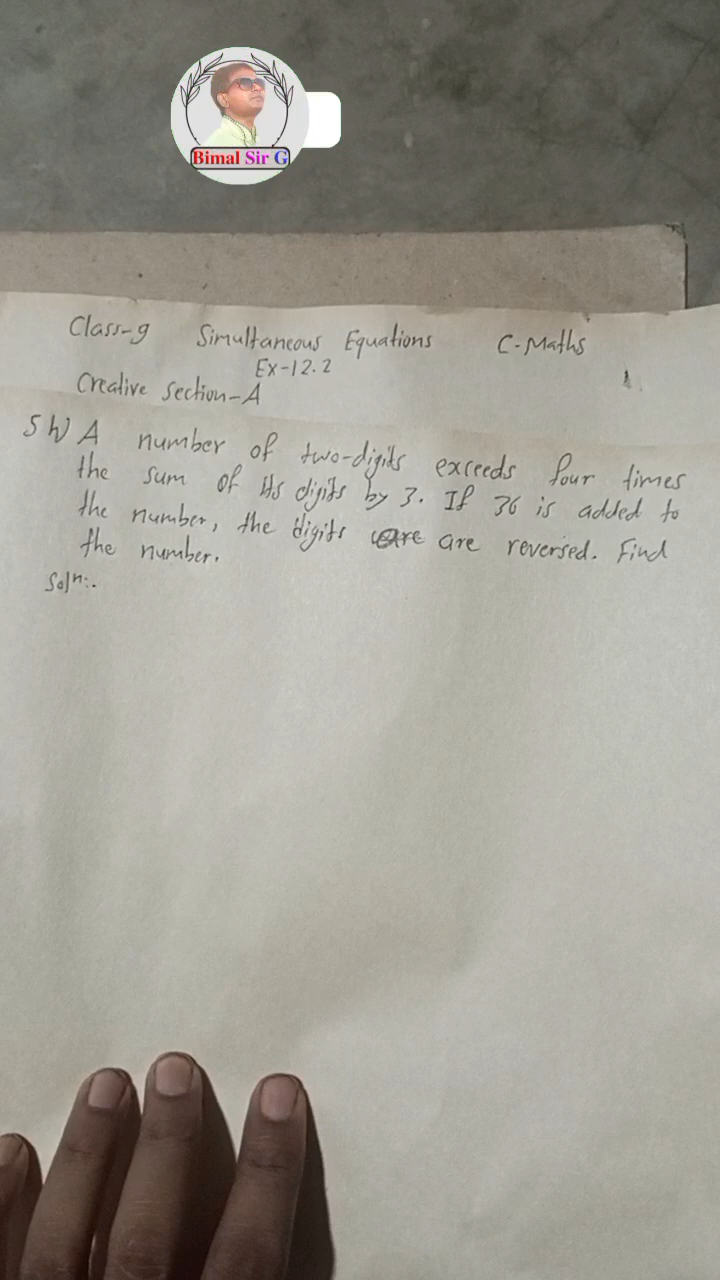 Bimal Sir G
Class-9 Simultaneous Equations C-Maths
Ex-12.2
Creative Section-A
5 h) A number of two-digits exceeds four times
the sum of its digits by 3. If 36 is added to
the number, the digits are are reversed. Find
the number.
Soln:.